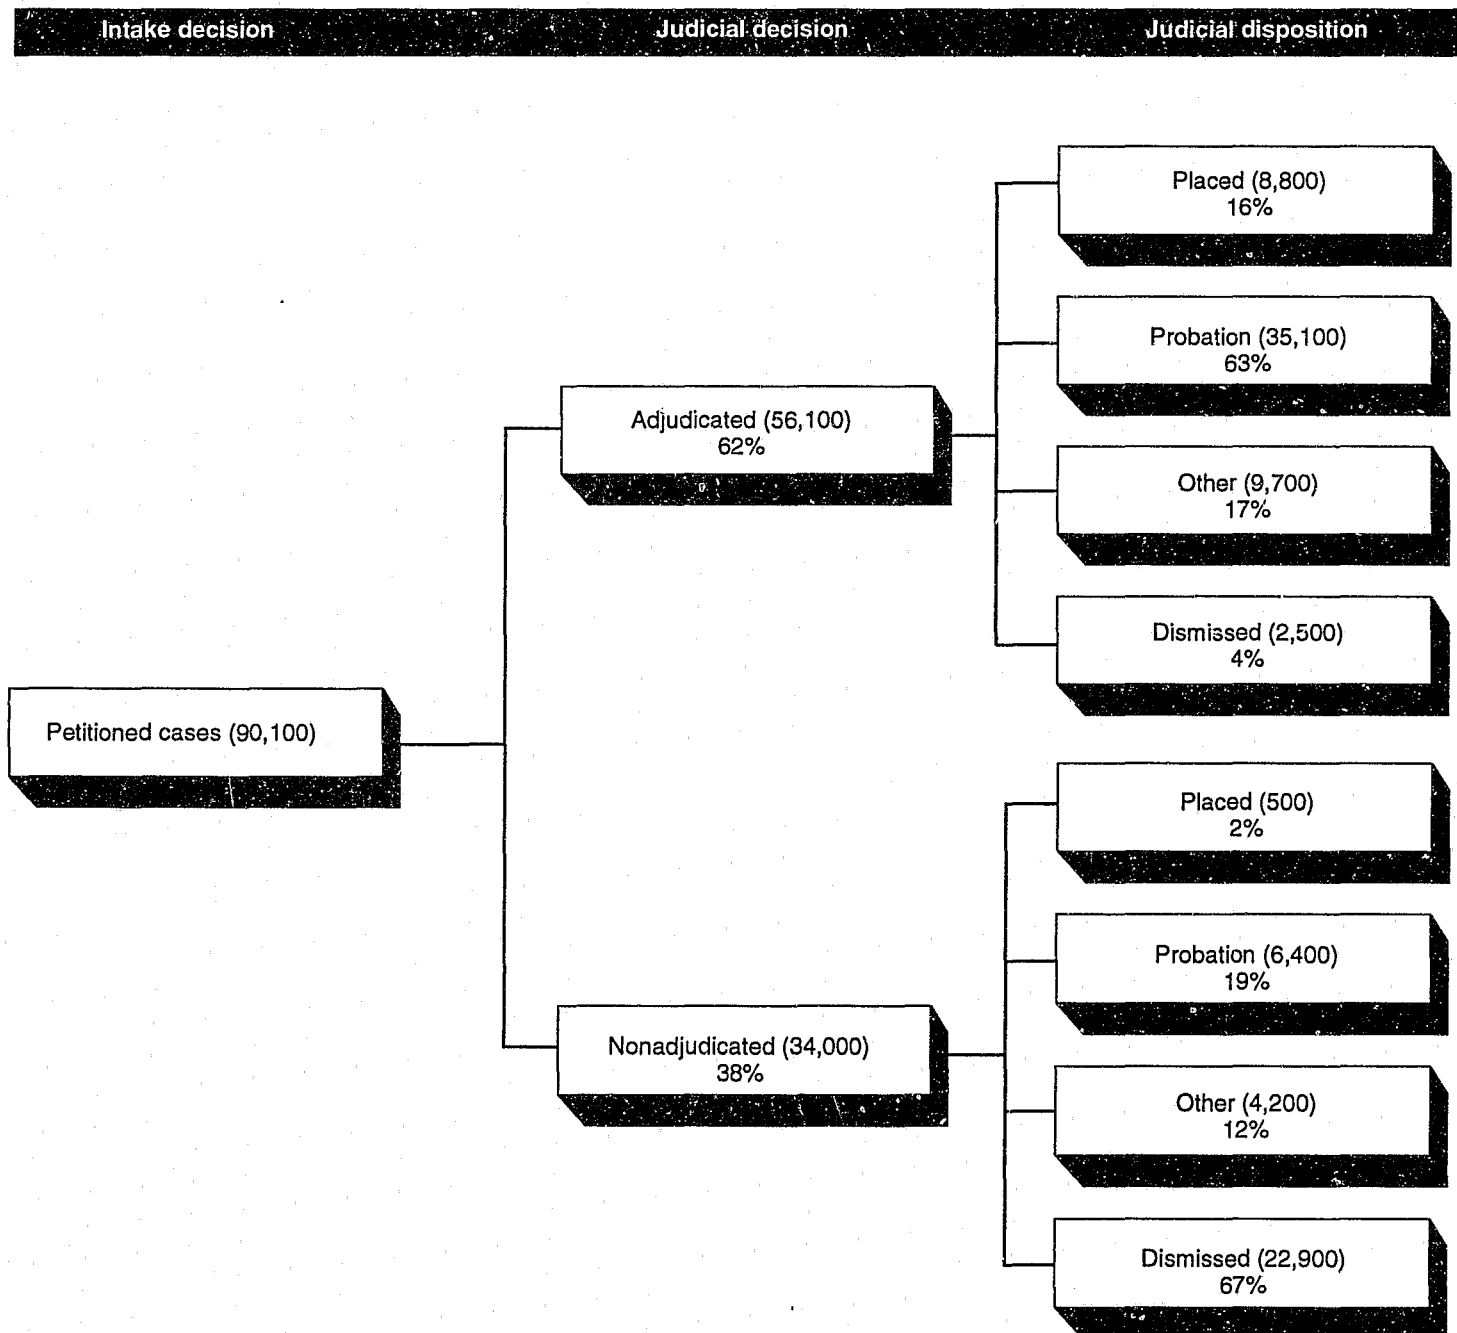 Intake decision
Judicial decision
Judicial disposition
Placed (8,800)
16%
Probation (35,100)
63%
Adjudicated (56,100)
62%
Other (9,700)
17%
Dismissed (2,500)
4%
Petitioned cases (90,100)
Placed (500)
2%
Probation (6,400)
19%
Nonadjudicated (34,000)
38%
Other (4,200)
12%
Dismissed (22,900)
67%